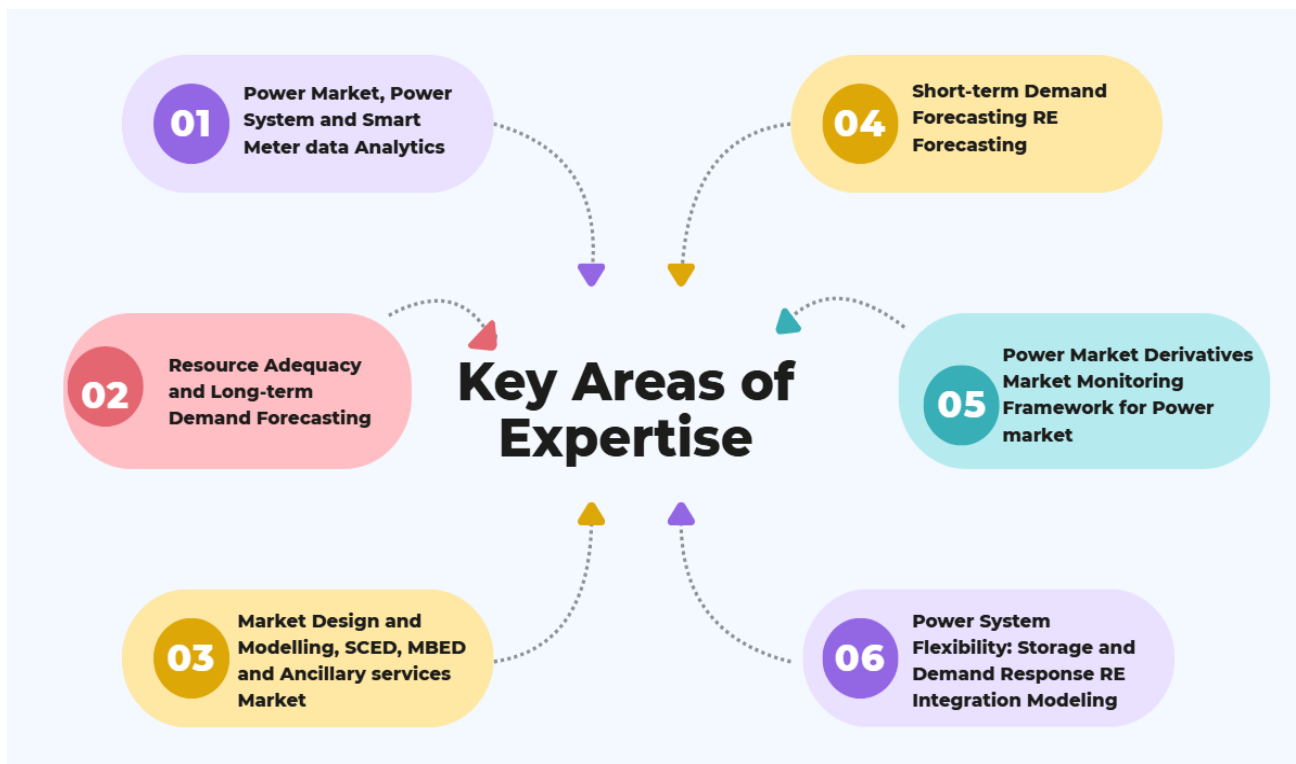 01
Power Market, Power
System and Smart
Meter data Analytics
02
Resource Adequacy
and Long-term
Demand Forecasting
03
Market Design and
Modelling, SCED, MBED
and Ancillary services
Market
Key Areas of
Expertise
04
Short-term Demand
Forecasting RE
Forecasting
05
Power Market Derivatives
Market Monitoring
Framework for Power
market
06
Power System
Flexibility: Storage and
Demand Response RE
Integration Modeling